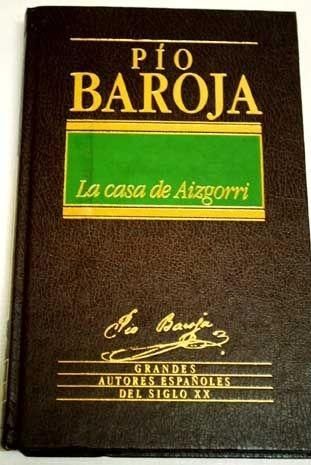 PÍO
BAROJA
La casa de Aizgorri
Pío Baroja
GRANDES
AUTORES ESPAÑOLES
DEL SIGLO XX